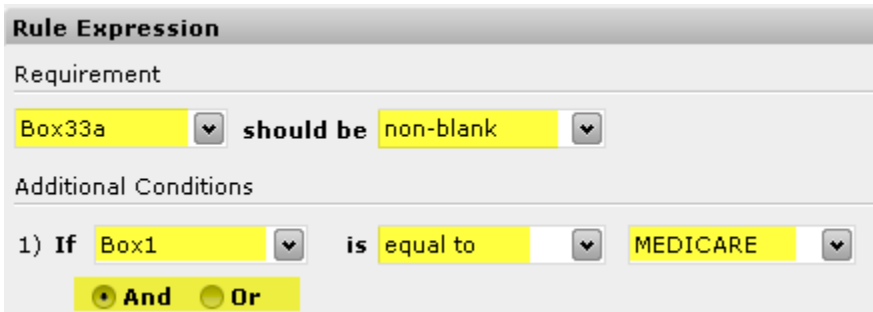 Rule Expression
Requirement
Box33a should be non-blank
Additional Conditions
1) If Box1 is equal to MEDICARE
And Or